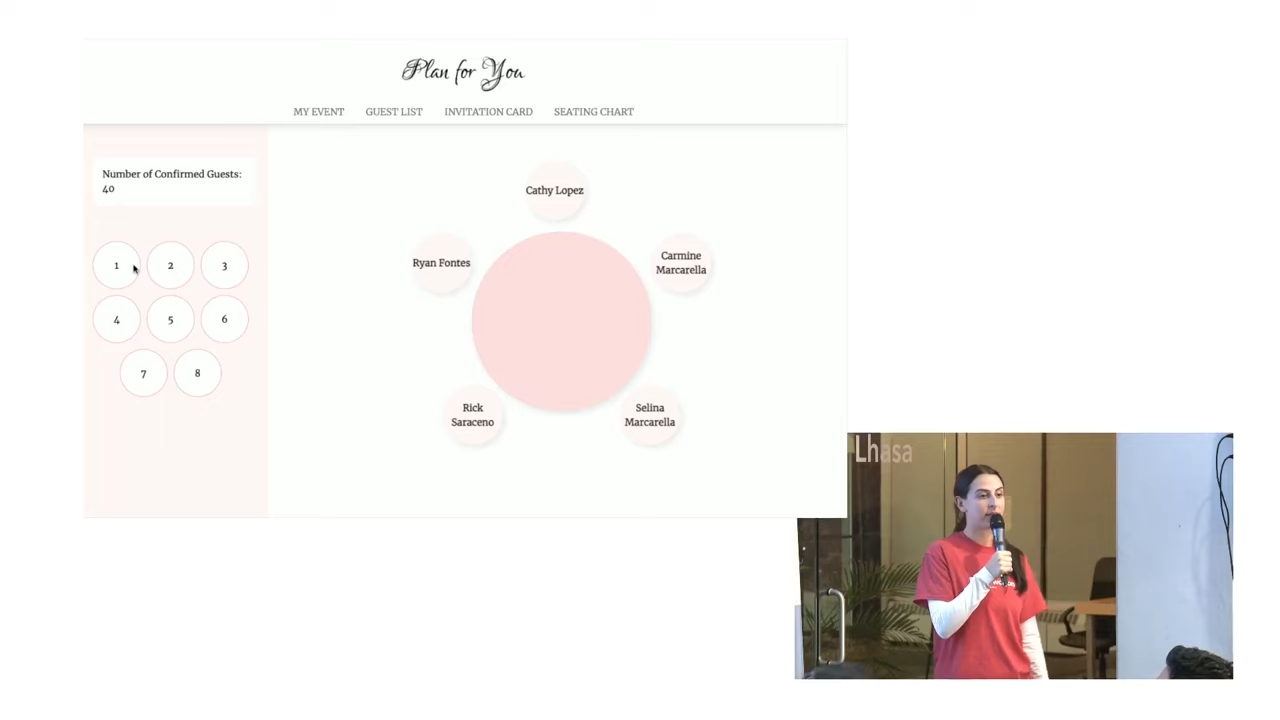 Plan for You
MY EVENT GUEST LIST INVITATION CARD SEATING CHART
Number of Confirmed Guests:
40
1 2 3
4 5 6
7 8
Cathy Lopez
Ryan Fontes
Carmine
Marcarella
Rick
Saraceno
Selina
Marcarella
Lhasa